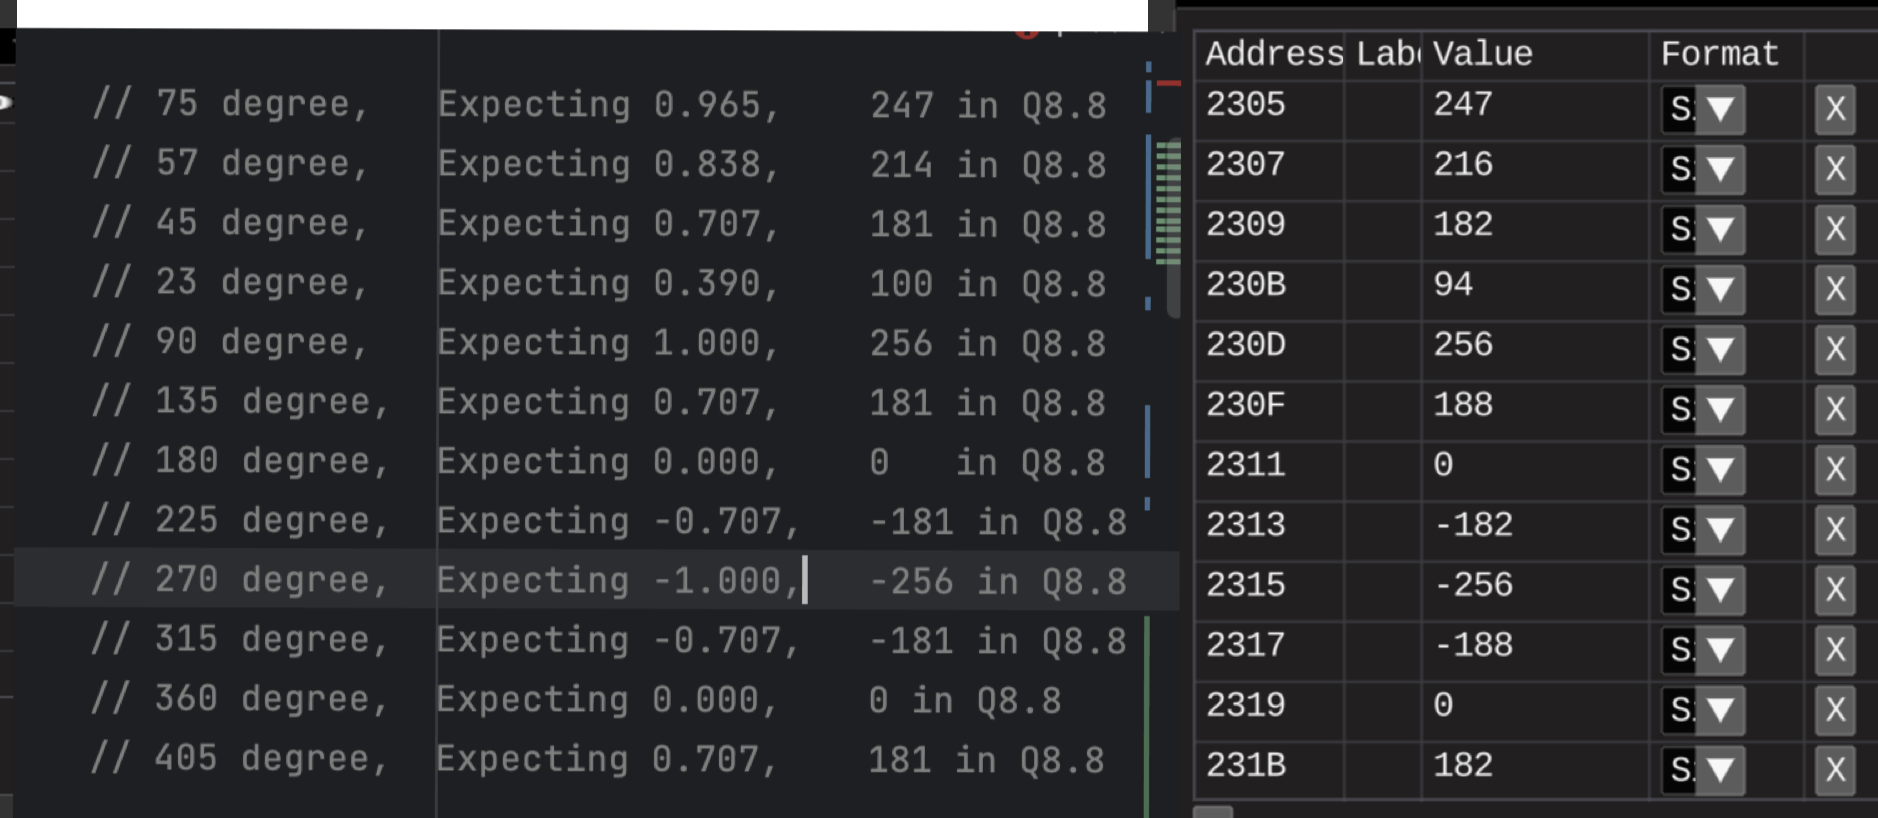 // 75 degree, Expecting 0.965, 247 in Q8.8
// 57 degree, Expecting 0.838, 214 in Q8.8
// 45 degree, Expecting 0.707, 181 in Q8.8
// 23 degree, Expecting 0.390, 100 in Q8.8
// 90 degree, Expecting 1.000, 256 in Q8.8
// 135 degree, Expecting 0.707, 181 in Q8.8
// 180 degree, Expecting 0.000, 0 in Q8.8
// 225 degree, Expecting -0.707, -181 in Q8.8
// 270 degree, Expecting -1.000, -256 in Q8.8
// 315 degree, Expecting -0.707, -181 in Q8.8
// 360 degree, Expecting 0.000, 0 in Q8.8
// 405 degree, Expecting 0.707, 181 in Q8.8
Address Lab Value Format
2305 247 S ▼ X
2307 216 S ▼ X
2309 182 S ▼ X
230B 94 S ▼ X
230D 256 S ▼ X
230F 188 S ▼ X
2311 0 S ▼ X
2313 -182 S ▼ X
2315 -256 S ▼ X
2317 -188 S ▼ X
2319 0 S ▼ X
231B 182 S ▼ X